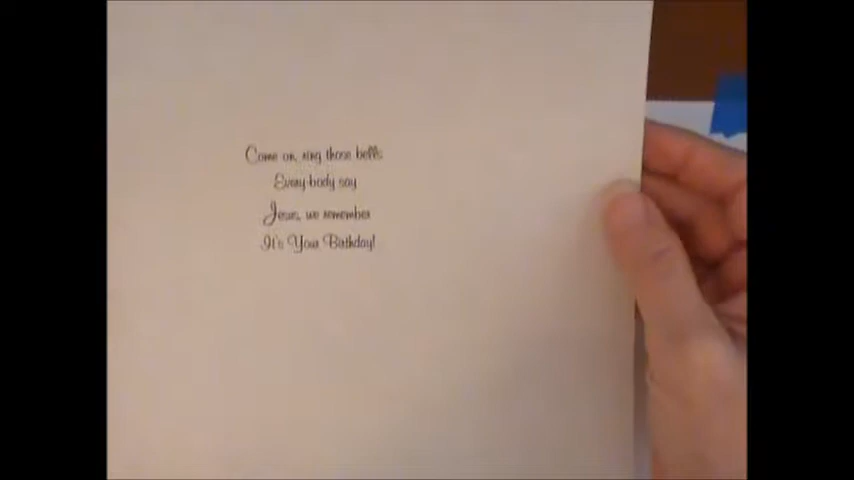 Come on, ring those bells
Every-body say
Jesus, we remember
It's Your Birthday!